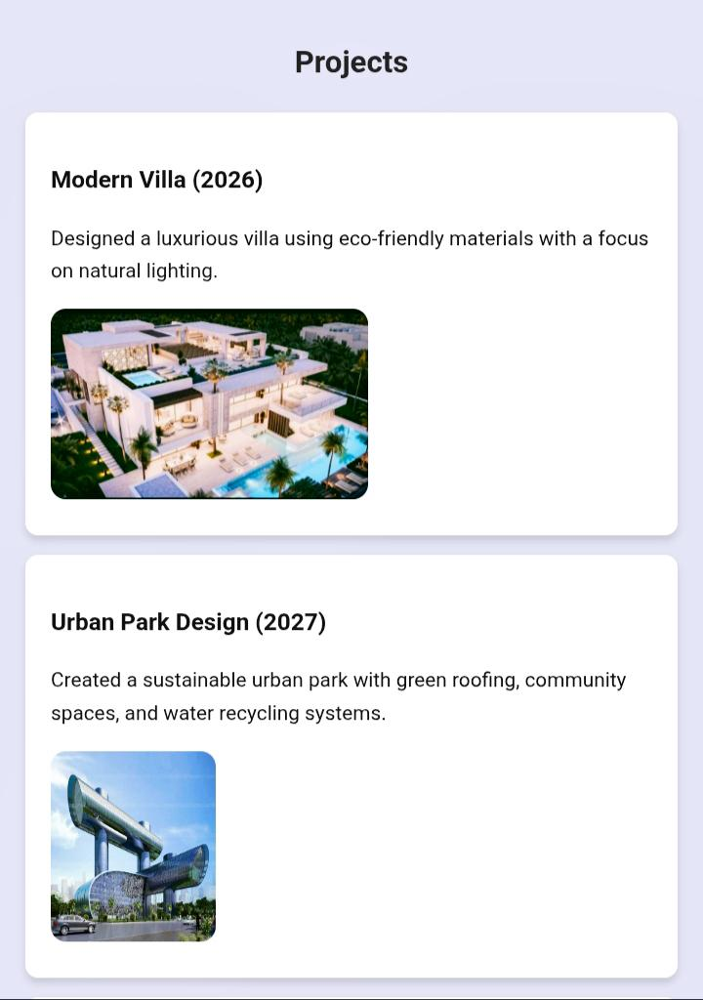 Projects
Modern Villa (2026)
Designed a luxurious villa using eco-friendly materials with a focus
on natural lighting.
Urban Park Design (2027)
Created a sustainable urban park with green roofing, community
spaces, and water recycling systems.